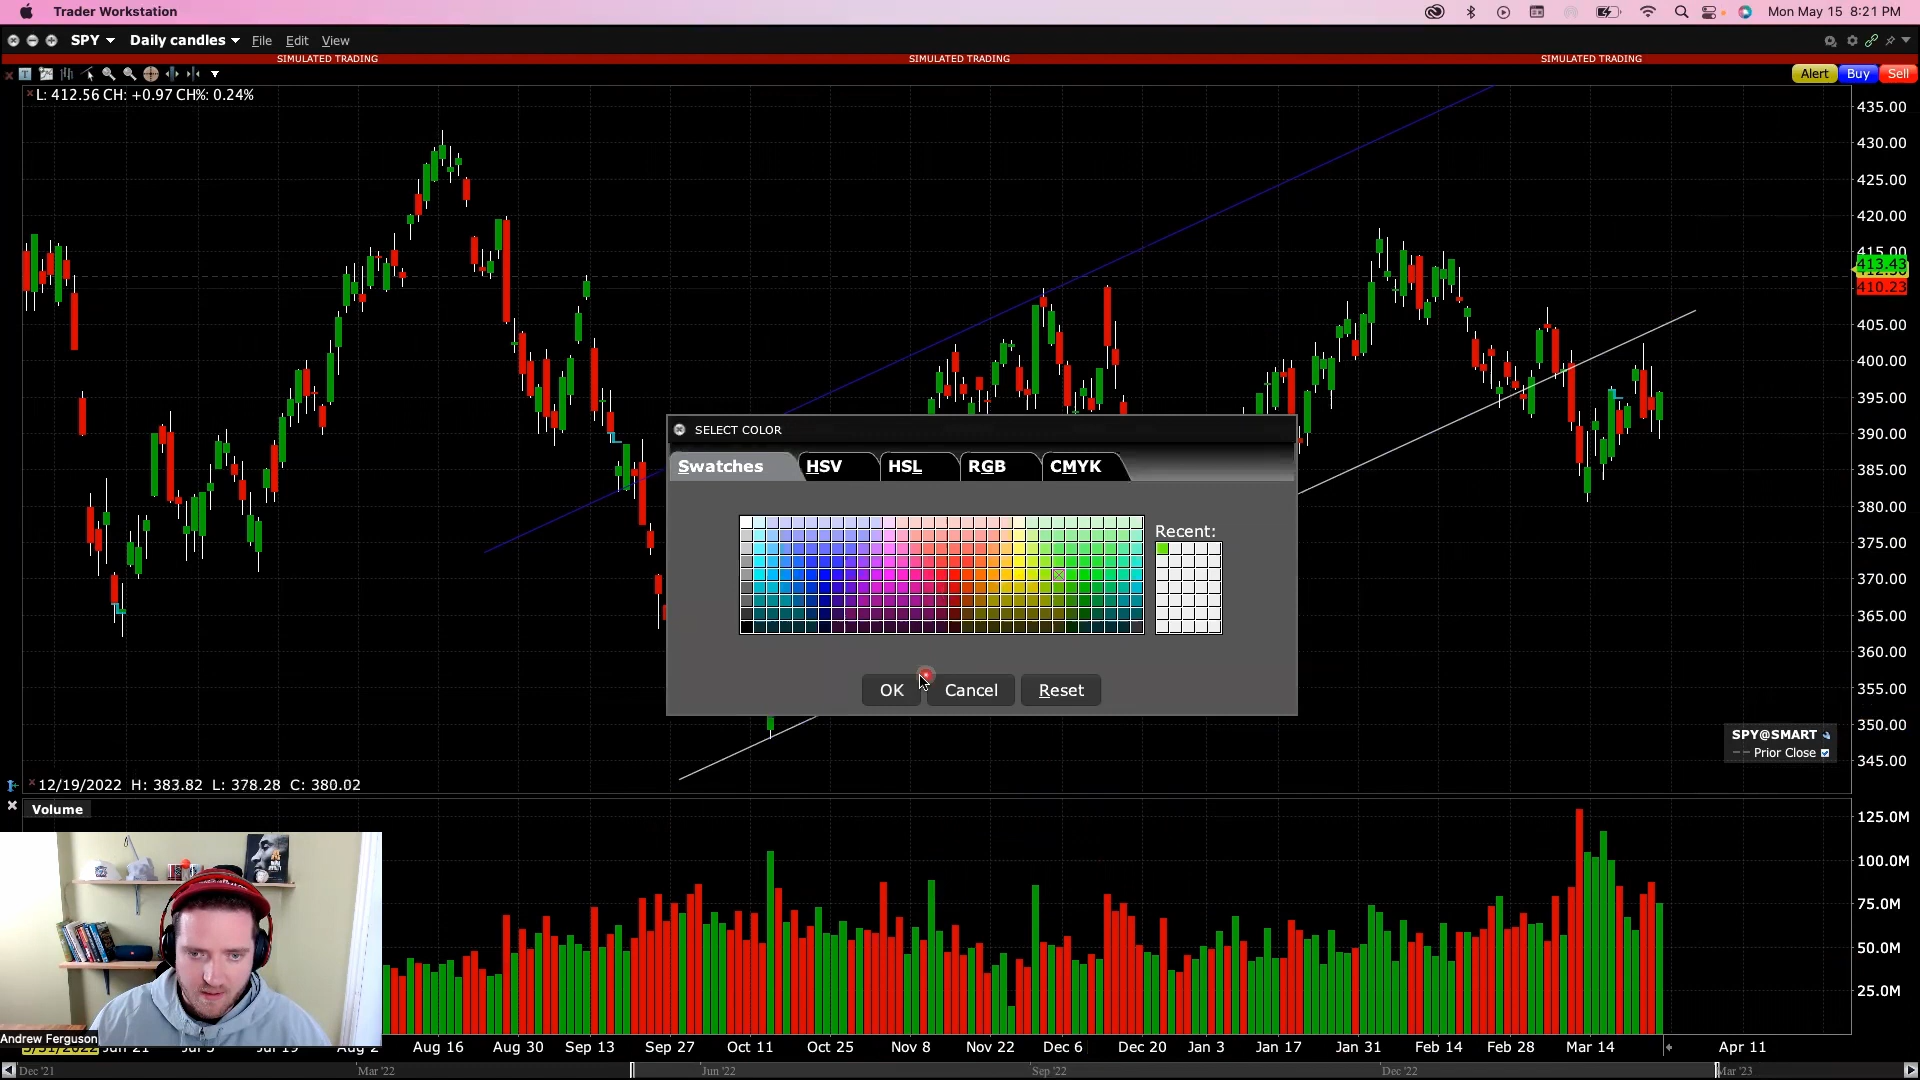 Trader Workstation
Mon May 15 8:21 PM
SPY Daily candles File Edit View
SIMULATED TRADING SIMULATED TRADING SIMULATED TRADING
Alert Buy Sell
L: 412.56 CH: +0.97 CH%: 0.24%
435.00
430.00
425.00
420.00
415.00
413.43
410.23
405.00
400.00
395.00
390.00
385.00
380.00
375.00
370.00
365.00
360.00
355.00
350.00
345.00
SELECT COLOR
Swatches HSV HSL RGB CMYK
Recent:
OK Cancel Reset
SPY@SMART
Prior Close
12/19/2022 H: 383.82 L: 378.28 C: 380.02
Volume
125.0M
100.0M
75.0M
50.0M
25.0M
Andrew Ferguson
Aug 16 Aug 30 Sep 13 Sep 27 Oct 11 Oct 25 Nov 8 Nov 22 Dec 6 Dec 20 Jan 3 Jan 17 Jan 31 Feb 14 Feb 28 Mar 14 Apr 11
Dec '21 Mar '22 Jun '22 Sep '22 Dec '22 Mar '23